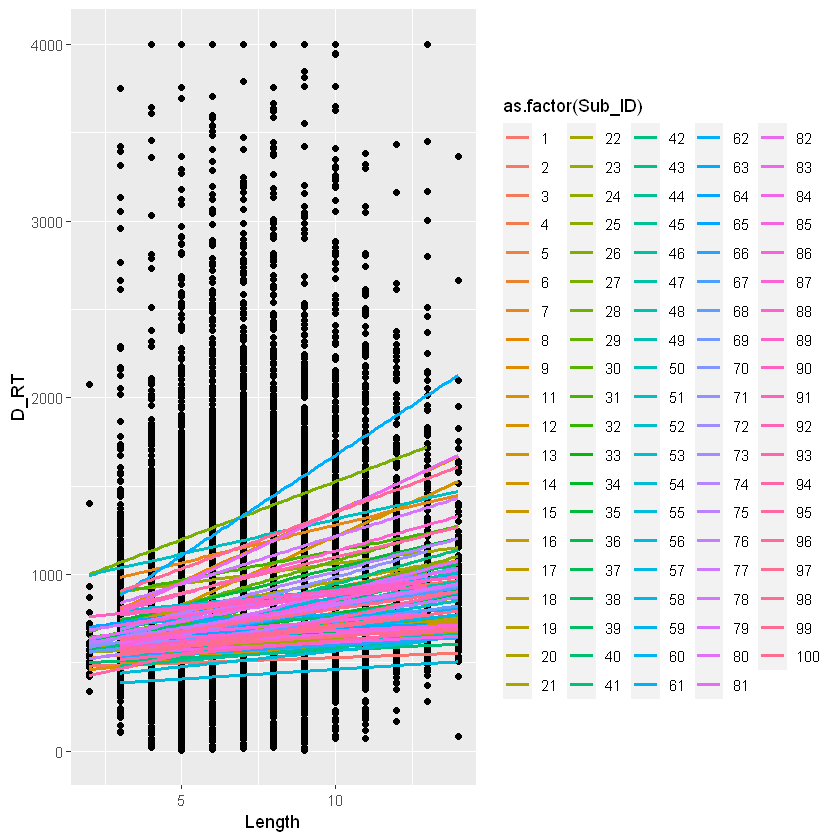 4000
3000
2000
1000
0
D_RT
5 10
Length
as.factor(Sub_ID)
1 22 42 62 82
2 23 43 63 83
3 24 44 64 84
4 25 45 65 85
5 26 46 66 86
6 27 47 67 87
7 28 48 68 88
8 29 49 69 89
9 30 50 70 90
11 31 51 71 91
12 32 52 72 92
13 33 53 73 93
14 34 54 74 94
15 35 55 75 95
16 36 56 76 96
17 37 57 77 97
18 38 58 78 98
19 39 59 79 99
20 40 60 80 100
21 41 61 81